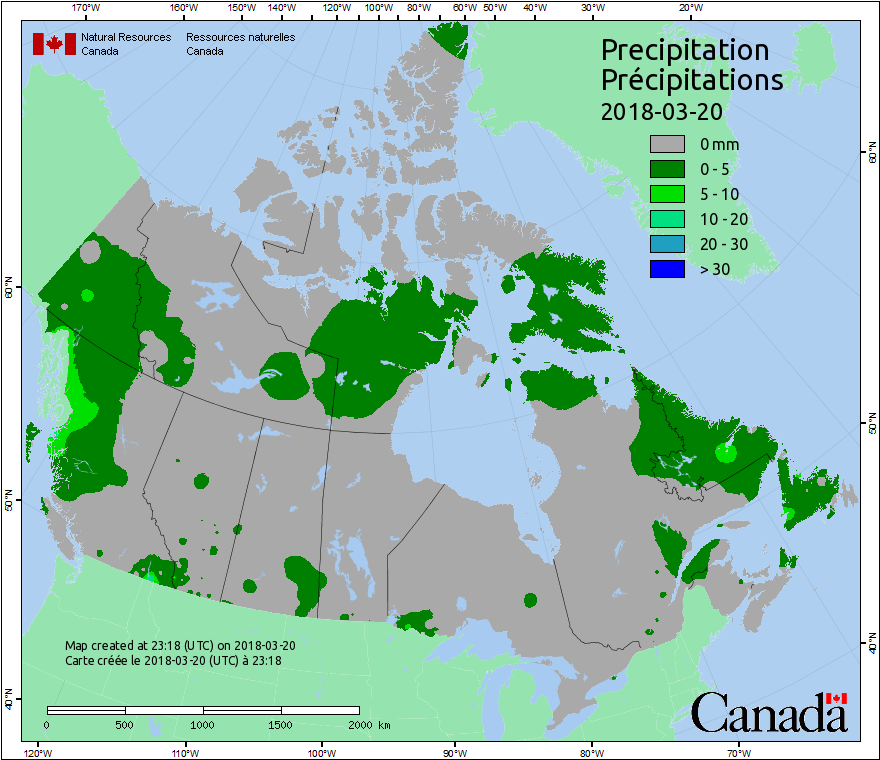 170°W 160°W 150°W 140°W 120°W 100°W 80°W 60°W 50°W 40°W 30°W 20°W
Natural Resources Ressources naturelles
Canada Canada
Precipitation
Précipitations
2018-03-20
0 mm
0 - 5
5 - 10
10 - 20
20 - 30
> 30
60°N
60°N
50°N
50°N
40°N
40°N
Map created at 23:18 (UTC) on 2018-03-20
Carte créée le 2018-03-20 (UTC) à 23:18
0 500 1000 1500 2000 km
Canada
120°W 110°W 100°W 90°W 80°W 70°W